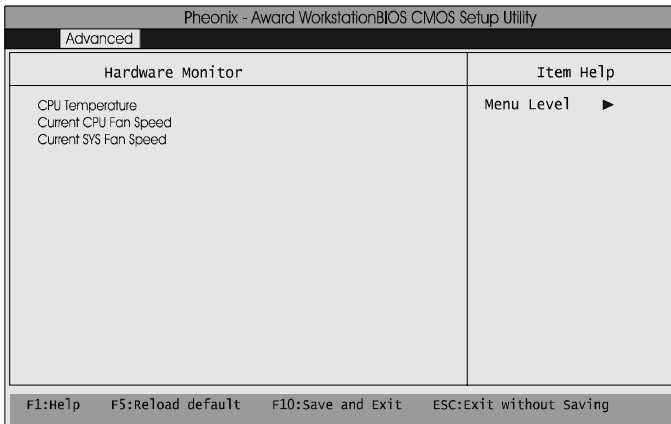 Pheonix - Award WorkstationBIOS CMOS Setup Utility
Advanced
Hardware Monitor
Item Help
CPU Temperature
Current CPU Fan Speed
Current SYS Fan Speed
Menu Level ▶
F1:Help F5:Reload default F10:Save and Exit ESC:Exit without Saving